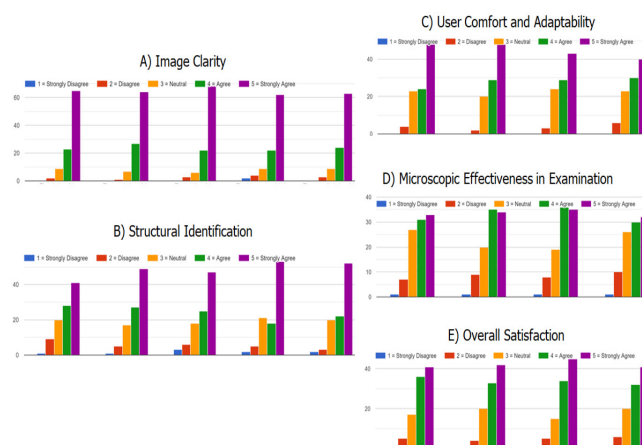 A) Image Clarity
1 = Strongly Disagree 2 = Disagree 3 = Neutral 4 = Agree 5 = Strongly Agree
60
40
20
0
B) Structural Identification
1 = Strongly Disagree 2 = Disagree 3 = Neutral 4 = Agree 5 = Strongly Agree
40
20
0
C) User Comfort and Adaptability
1 = Strongly Disagree 2 = Disagree 3 = Neutral 4 = Agree 5 = Strongly Agree
40
20
0
D) Microscopic Effectiveness in Examination
40
1 = Strongly Disagree 2 = Disagree 3 = Neutral 4 = Agree 5 = Strongly Agree
30
20
10
0
E) Overall Satisfaction
1 = Strongly Disagree 2 = Disagree 3 = Neutral 4 = Agree 5 = Strongly Agree
40
20